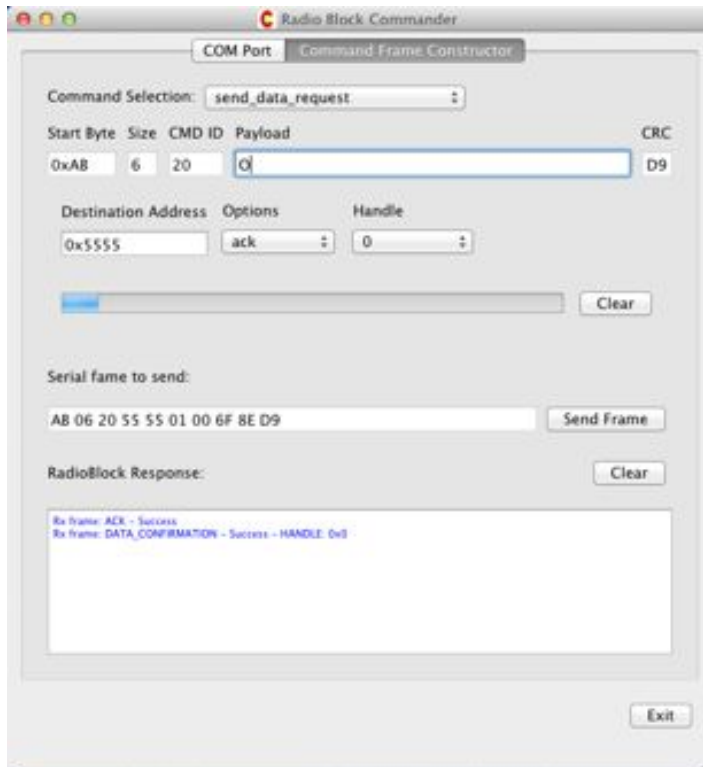 Radio Block Commander
COM Port Command Frame Constructor
Command Selection: send_data_request
Start Byte Size CMD ID Payload CRC
0xAB 6 20 O D9
Destination Address Options Handle
0x5555 ack 0
Clear
Serial fame to send:
AB 06 20 55 55 01 00 6F 8E D9
Send Frame
RadioBlock Response:
Clear
Rx frame: ACK - Success
Rx frame: DATA_CONFIRMATION - Success - HANDLE: 0x0
Exit